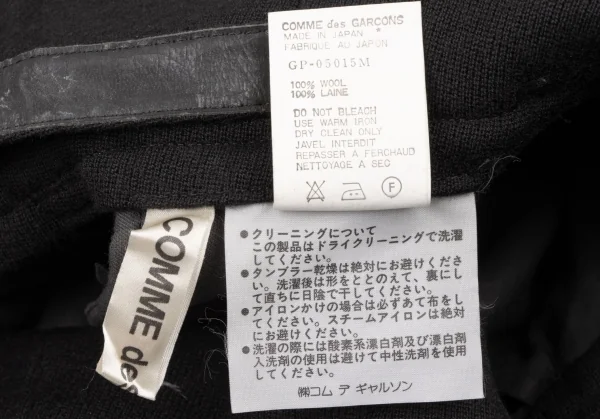 COMME des GARCONS
MADE IN JAPAN
FABRIQUE AU JAPON
GP-05015M
100% WOOL
100% LAINE
DO NOT BLEACH
USE WARM IRON
DRY CLEAN ONLY
JAVEL INTERDIT
REPASSER A FERCHAUD
NETTOYAGE A SEC
F
COMME des
●クリーニングについて
この製品はドライクリーニングで洗濯
してください。
●タンブラー乾燥は絶対にお避けくださ
い。洗濯後は形をととのえて、裏にし
て直ちに日陰で干してください。
●アイロンかけの場合は必ずあて布をし
てください。スチームアイロンは絶対
にお避けください。
●洗濯の際には酸素系漂白剤及び漂白剤
入洗剤の使用は避けて中性洗剤を使用
してください。
㈱コム デ ギャルソン